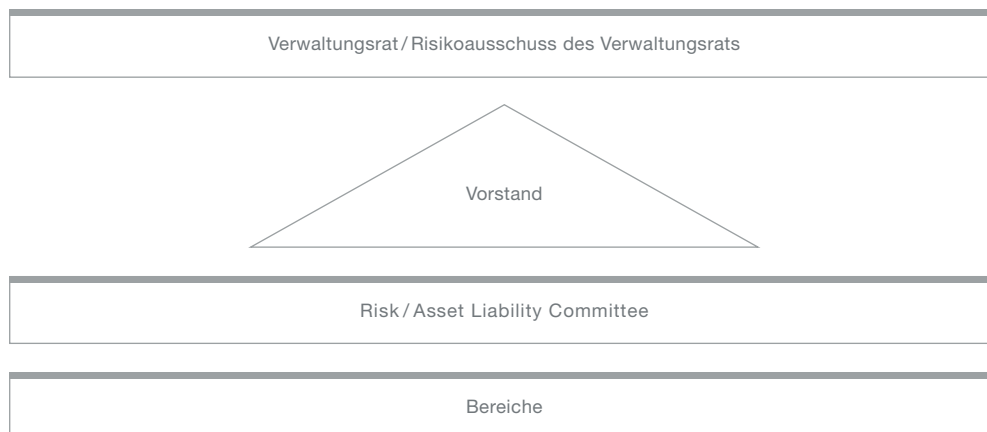 Verwaltungsrat / Risikoausschuss des Verwaltungsrats
Vorstand
Risk / Asset Liability Committee
Bereiche